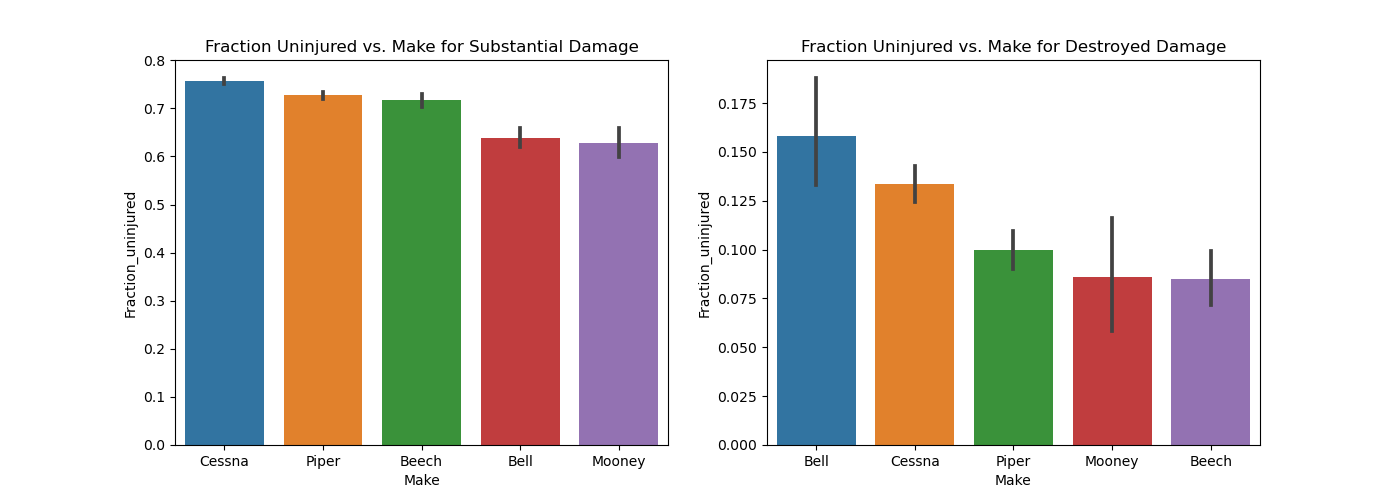 Fraction Uninjured vs. Make for Substantial Damage
0.8
0.7
0.6
0.5
0.4
0.3
0.2
0.1
0.0
Fraction_uninjured
Cessna Piper Beech Bell Mooney
Make
Fraction Uninjured vs. Make for Destroyed Damage
0.175
0.150
0.125
0.100
0.075
0.050
0.025
0.000
Fraction_uninjured
Bell Cessna Piper Mooney Beech
Make